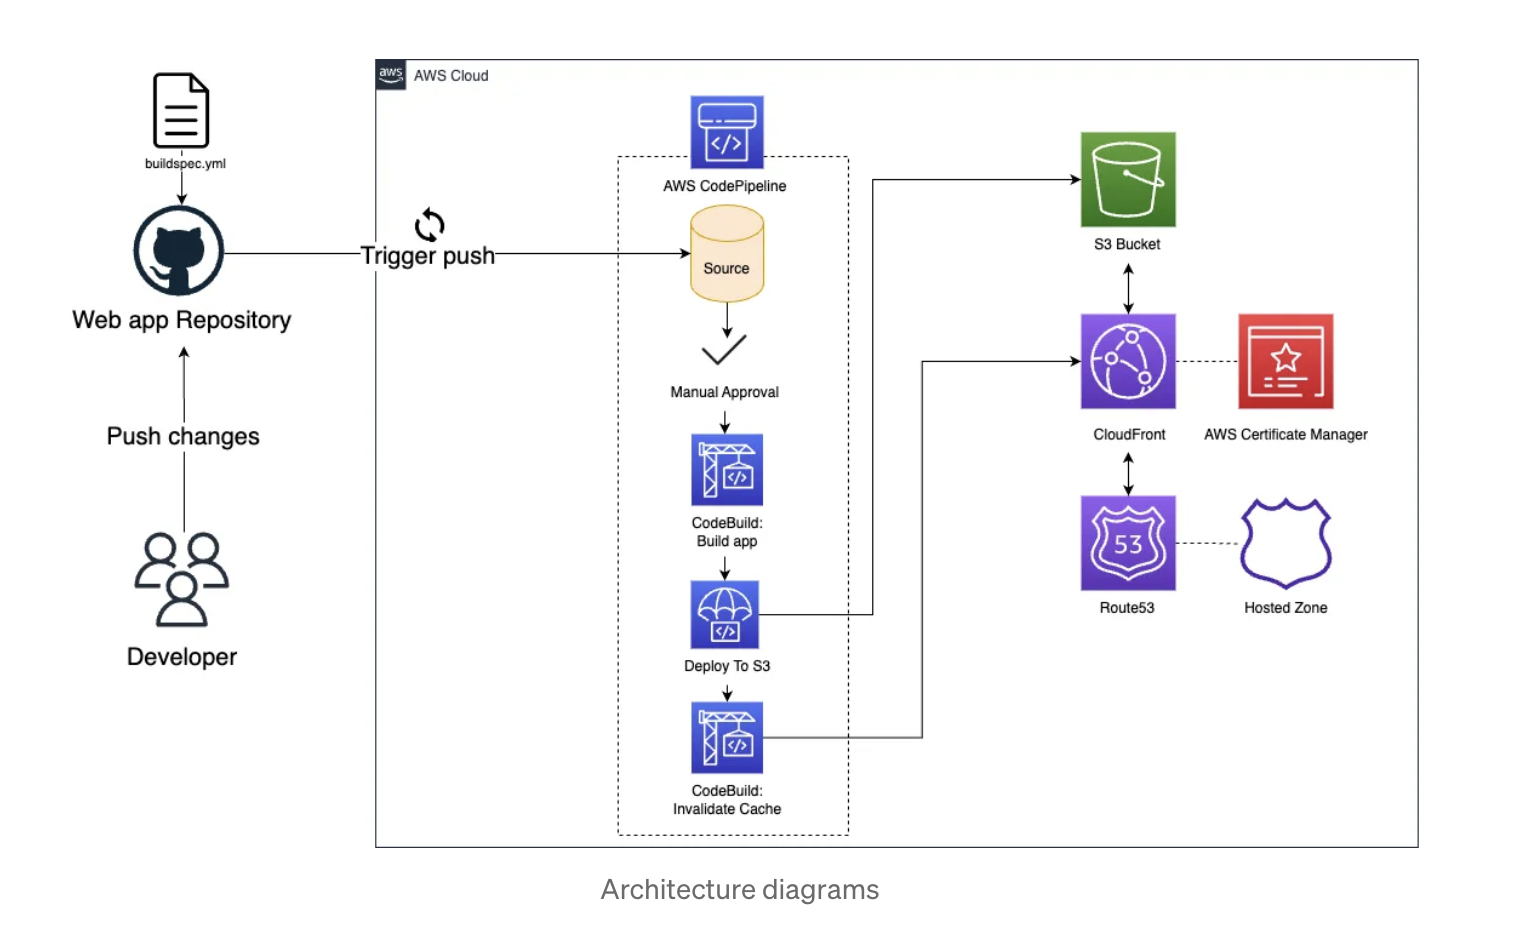 aws
AWS Cloud
buildspec.yml
AWS CodePipeline
Trigger push
Source
S3 Bucket
Web app Repository
Manual Approval
Push changes
CloudFront
AWS Certificate Manager
CodeBuild:
Build app
53
Route53
Hosted Zone
Developer
Deploy To S3
CodeBuild:
Invalidate Cache
Architecture diagrams